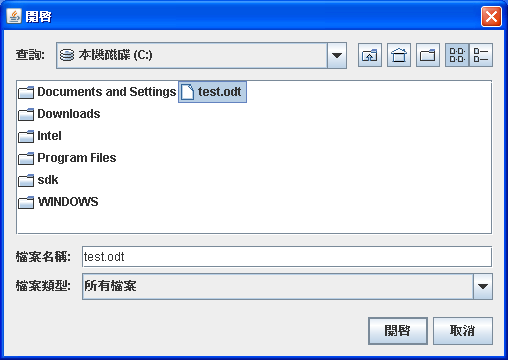 開啓
查詢: 本機磁碟 (C:)
Documents and Settings test.odt
Downloads
Intel
Program Files
sdk
WINDOWS
檔案名稱: test.odt
檔案類型: 所有檔案
開啓 取消